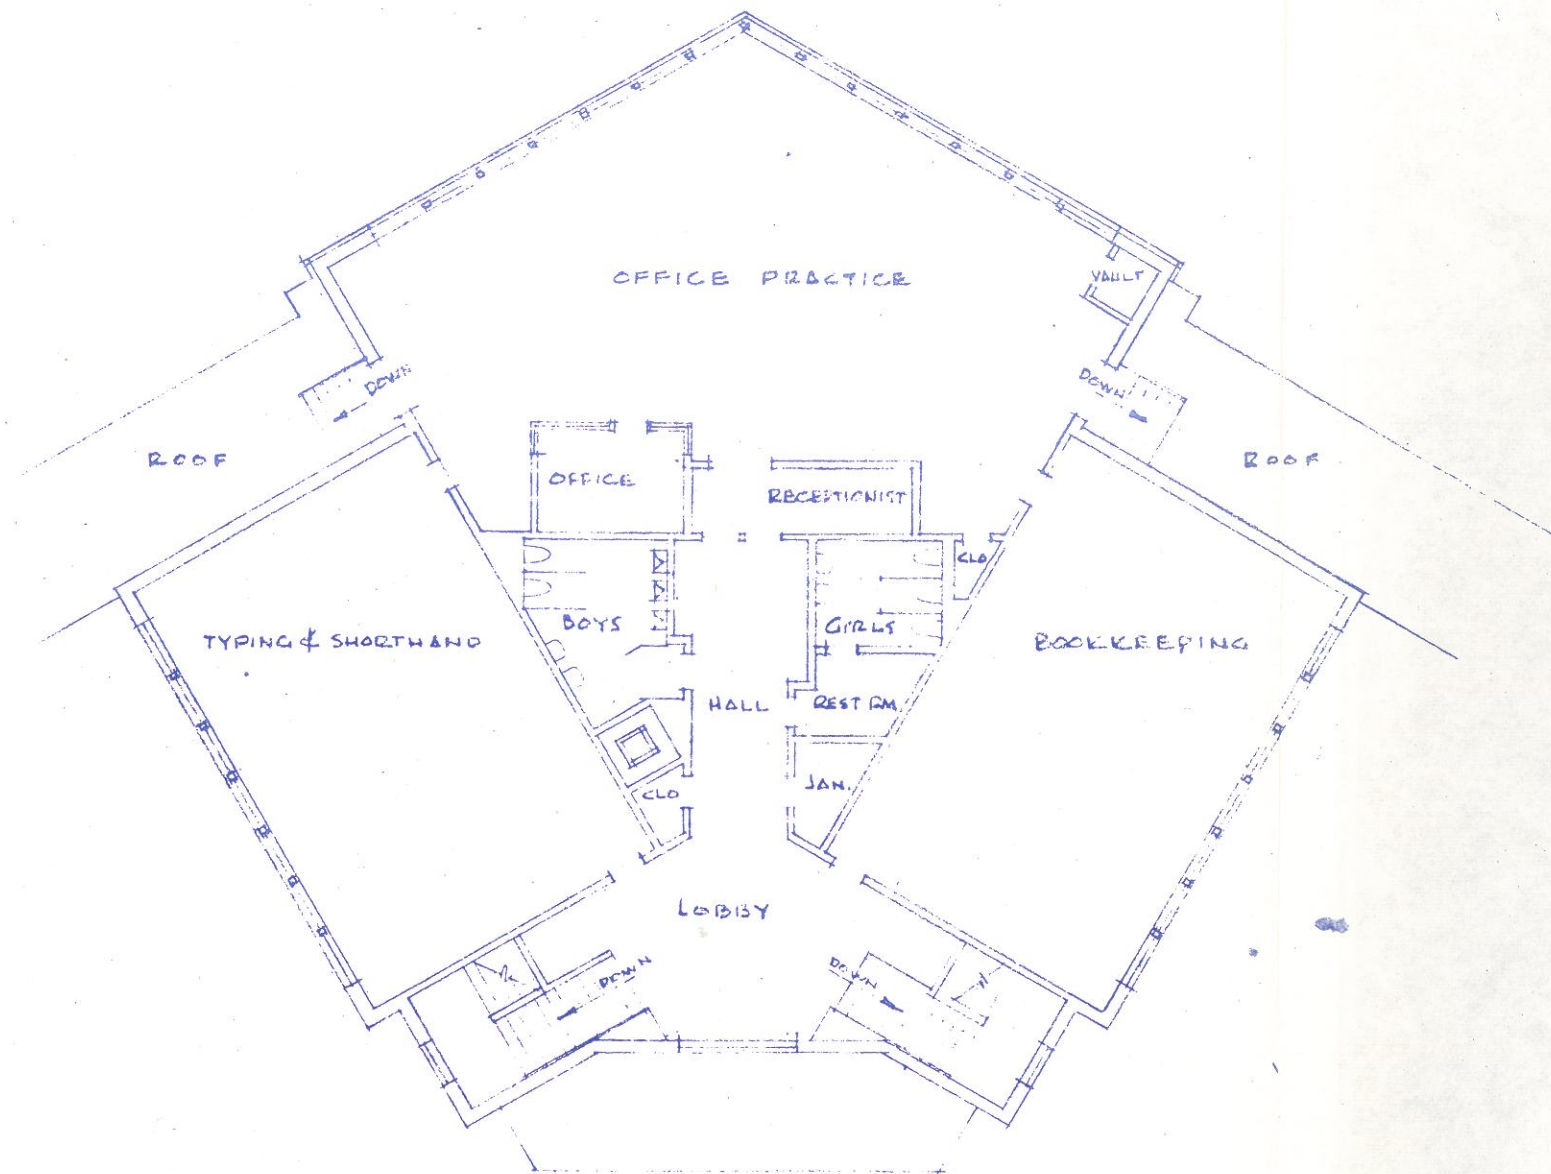 OFFICE PRACTICE
VAULT
DOWN
DOWN
ROOF
ROOF
OFFICE
RECEPTIONIST
CLO
BOYS
GIRLS
TYPING & SHORTHAND
BOOKKEEPING
HALL
REST RM.
JAN.
CLO
LOBBY
DOWN
DOWN